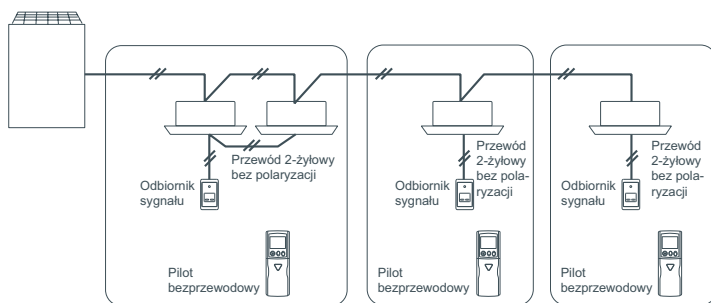 Przewód 2-żyłowy
bez polaryzacji
Odbiornik
sygnału
Pilot
bezprzewodowy
Przewód
2-żyłowy
bez pola-
ryzacji
Odbiornik
sygnału
Pilot
bezprzewodowy
Przewód
2-żyłowy
bez pola-
ryzacji
Odbiornik
sygnału
Pilot
bezprzewodowy